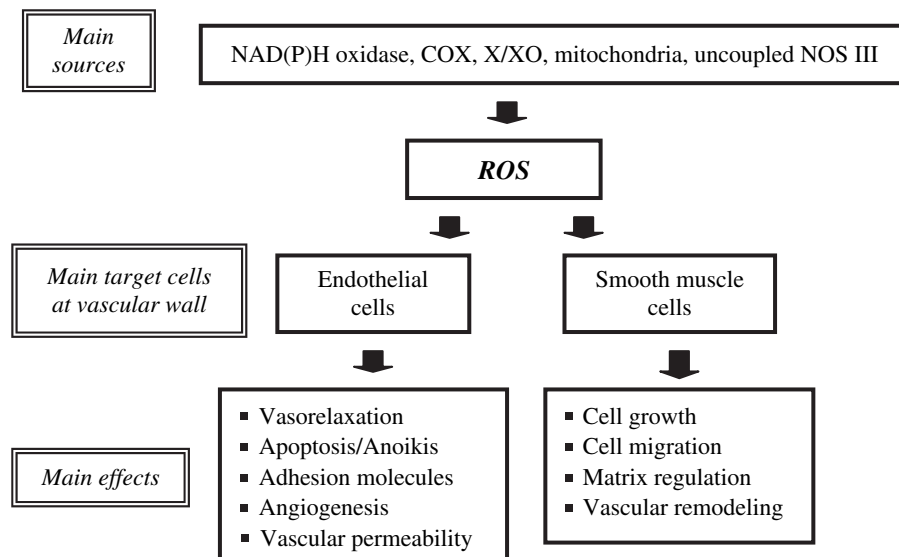 Main
sources
NAD(P)H oxidase, COX, X/XO, mitochondria, uncoupled NOS III
ROS
Main target cells
at vascular wall
Endothelial
cells
Smooth muscle
cells
Main effects
▪ Vasorelaxation
▪ Apoptosis/Anoikis
▪ Adhesion molecules
▪ Angiogenesis
▪ Vascular permeability
▪ Cell growth
▪ Cell migration
▪ Matrix regulation
▪ Vascular remodeling